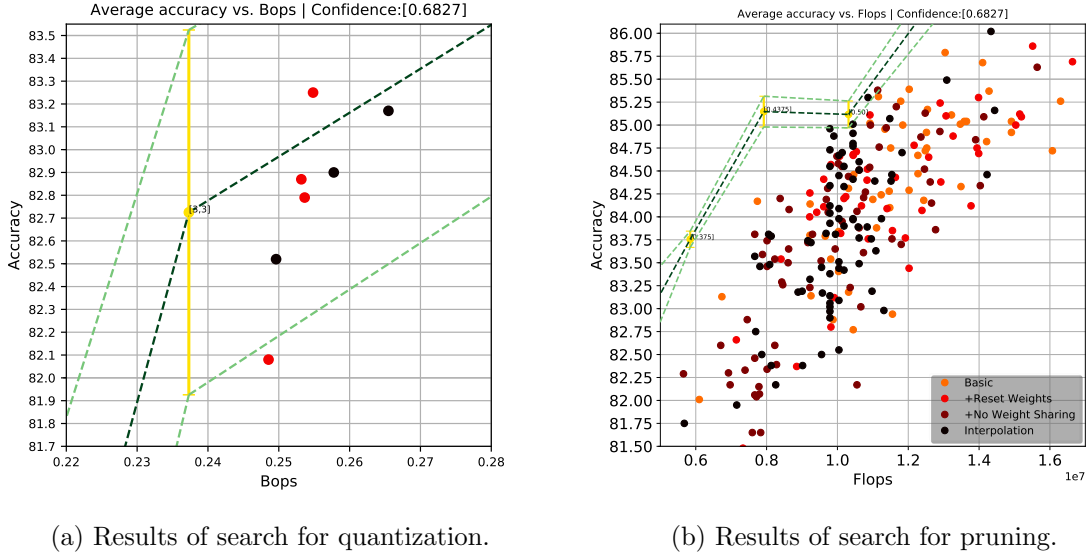 Average accuracy vs. Bops | Confidence:[0.6827]
83.5
83.4
83.3
83.2
83.1
83.0
82.9
82.8
82.7
82.6
82.5
82.4
82.3
82.2
82.1
82.0
81.9
81.8
81.7
Accuracy
[3,3]
0.22 0.23 0.24 0.25 0.26 0.27 0.28
Bops
(a) Results of search for quantization.
Average accuracy vs. Flops | Confidence:[0.6827]
86.00
85.75
85.50
85.25
85.00
84.75
84.50
84.25
84.00
83.75
83.50
83.25
83.00
82.75
82.50
82.25
82.00
81.75
81.50
Accuracy
[0.4375]
[0.50]
[0.375]
Basic
+Reset Weights
+No Weight Sharing
Interpolation
0.6 0.8 1.0 1.2 1.4 1.6
1e7
Flops
(b) Results of search for pruning.